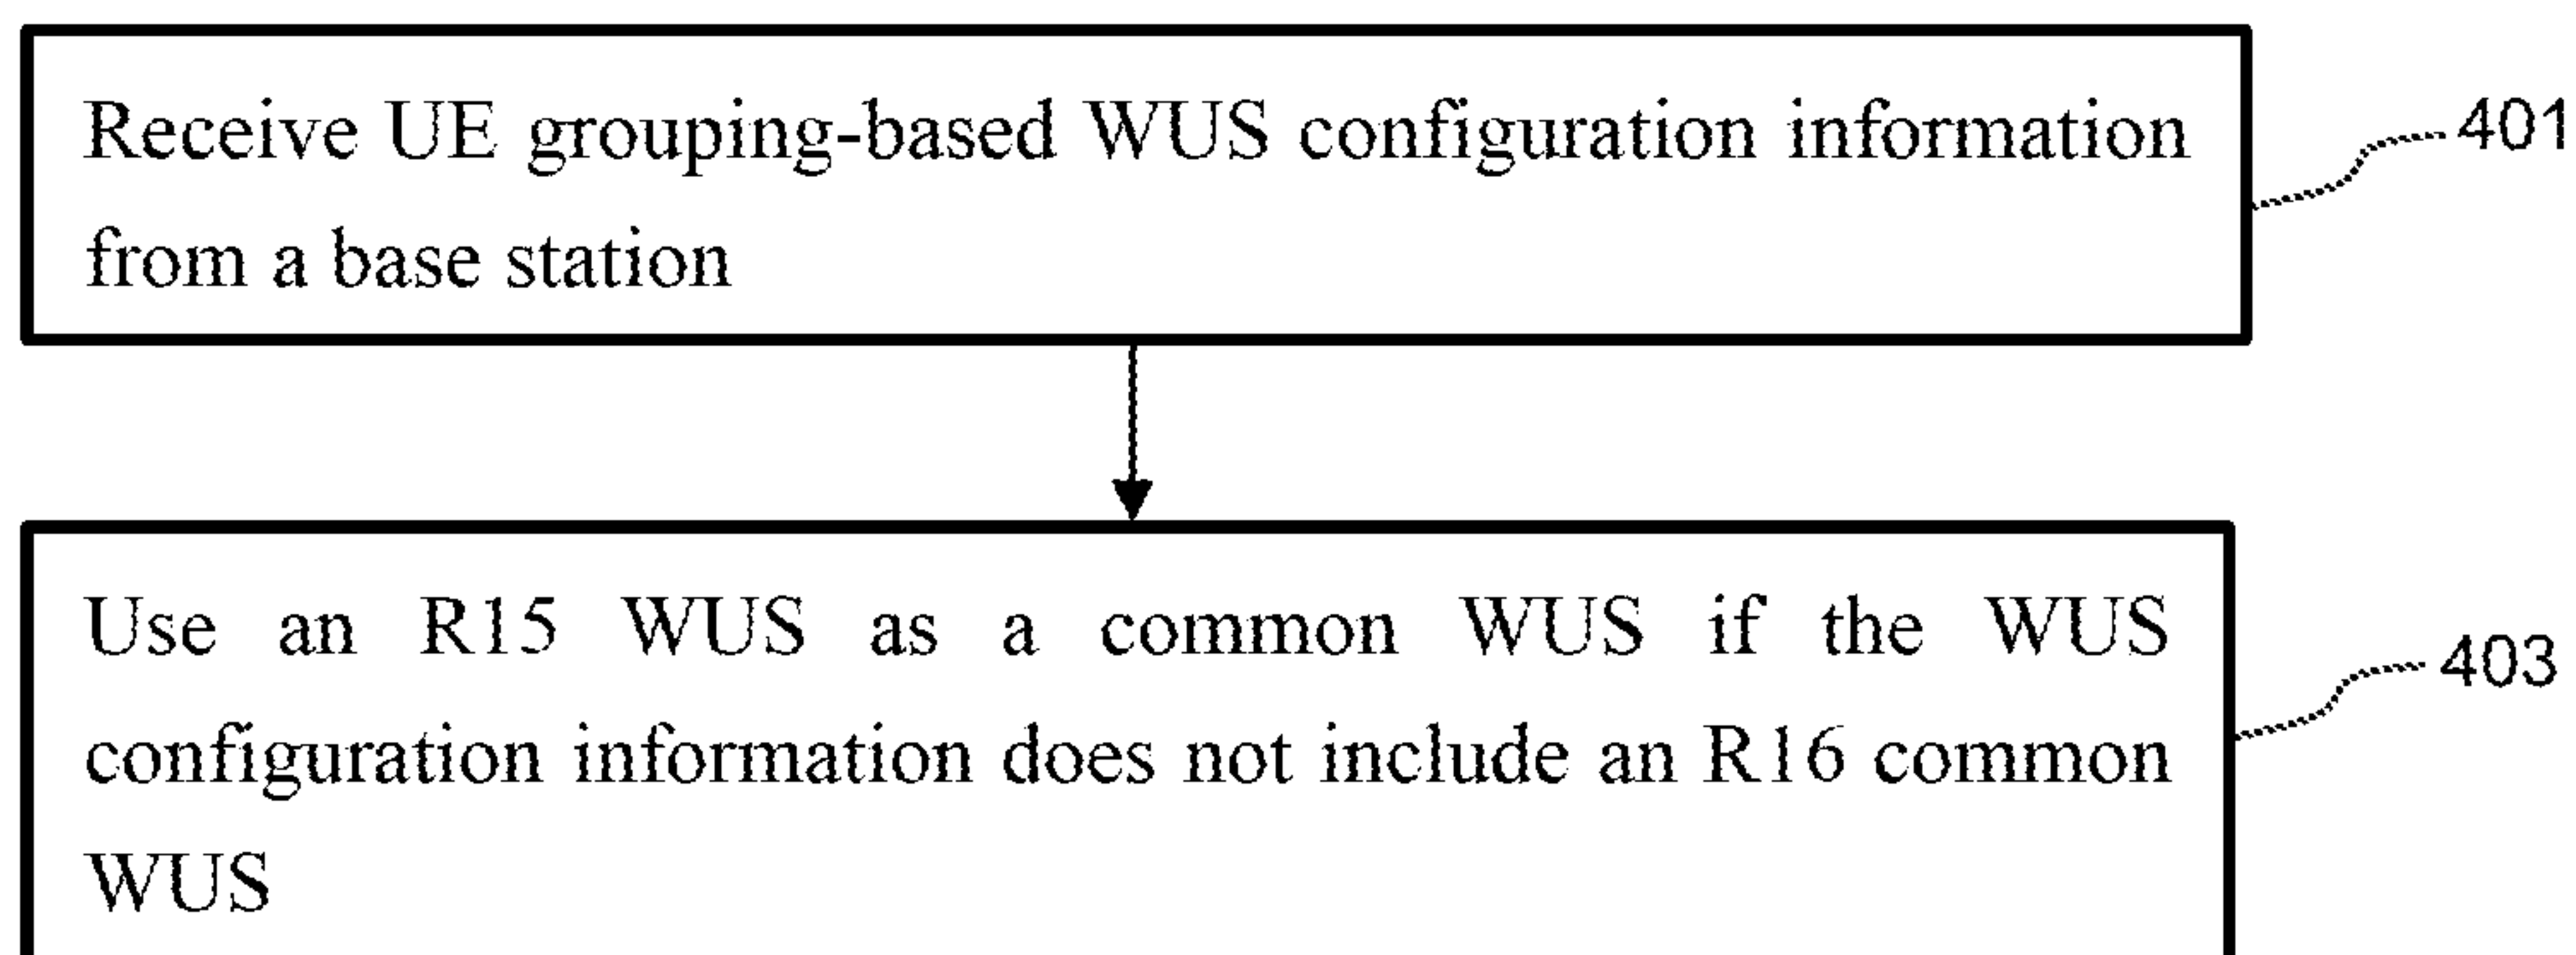 Receive UE grouping-based WUS configuration information
from a base station
401
Use an R15 WUS as a common WUS if the WUS
configuration information does not include an R16 common
WUS
403